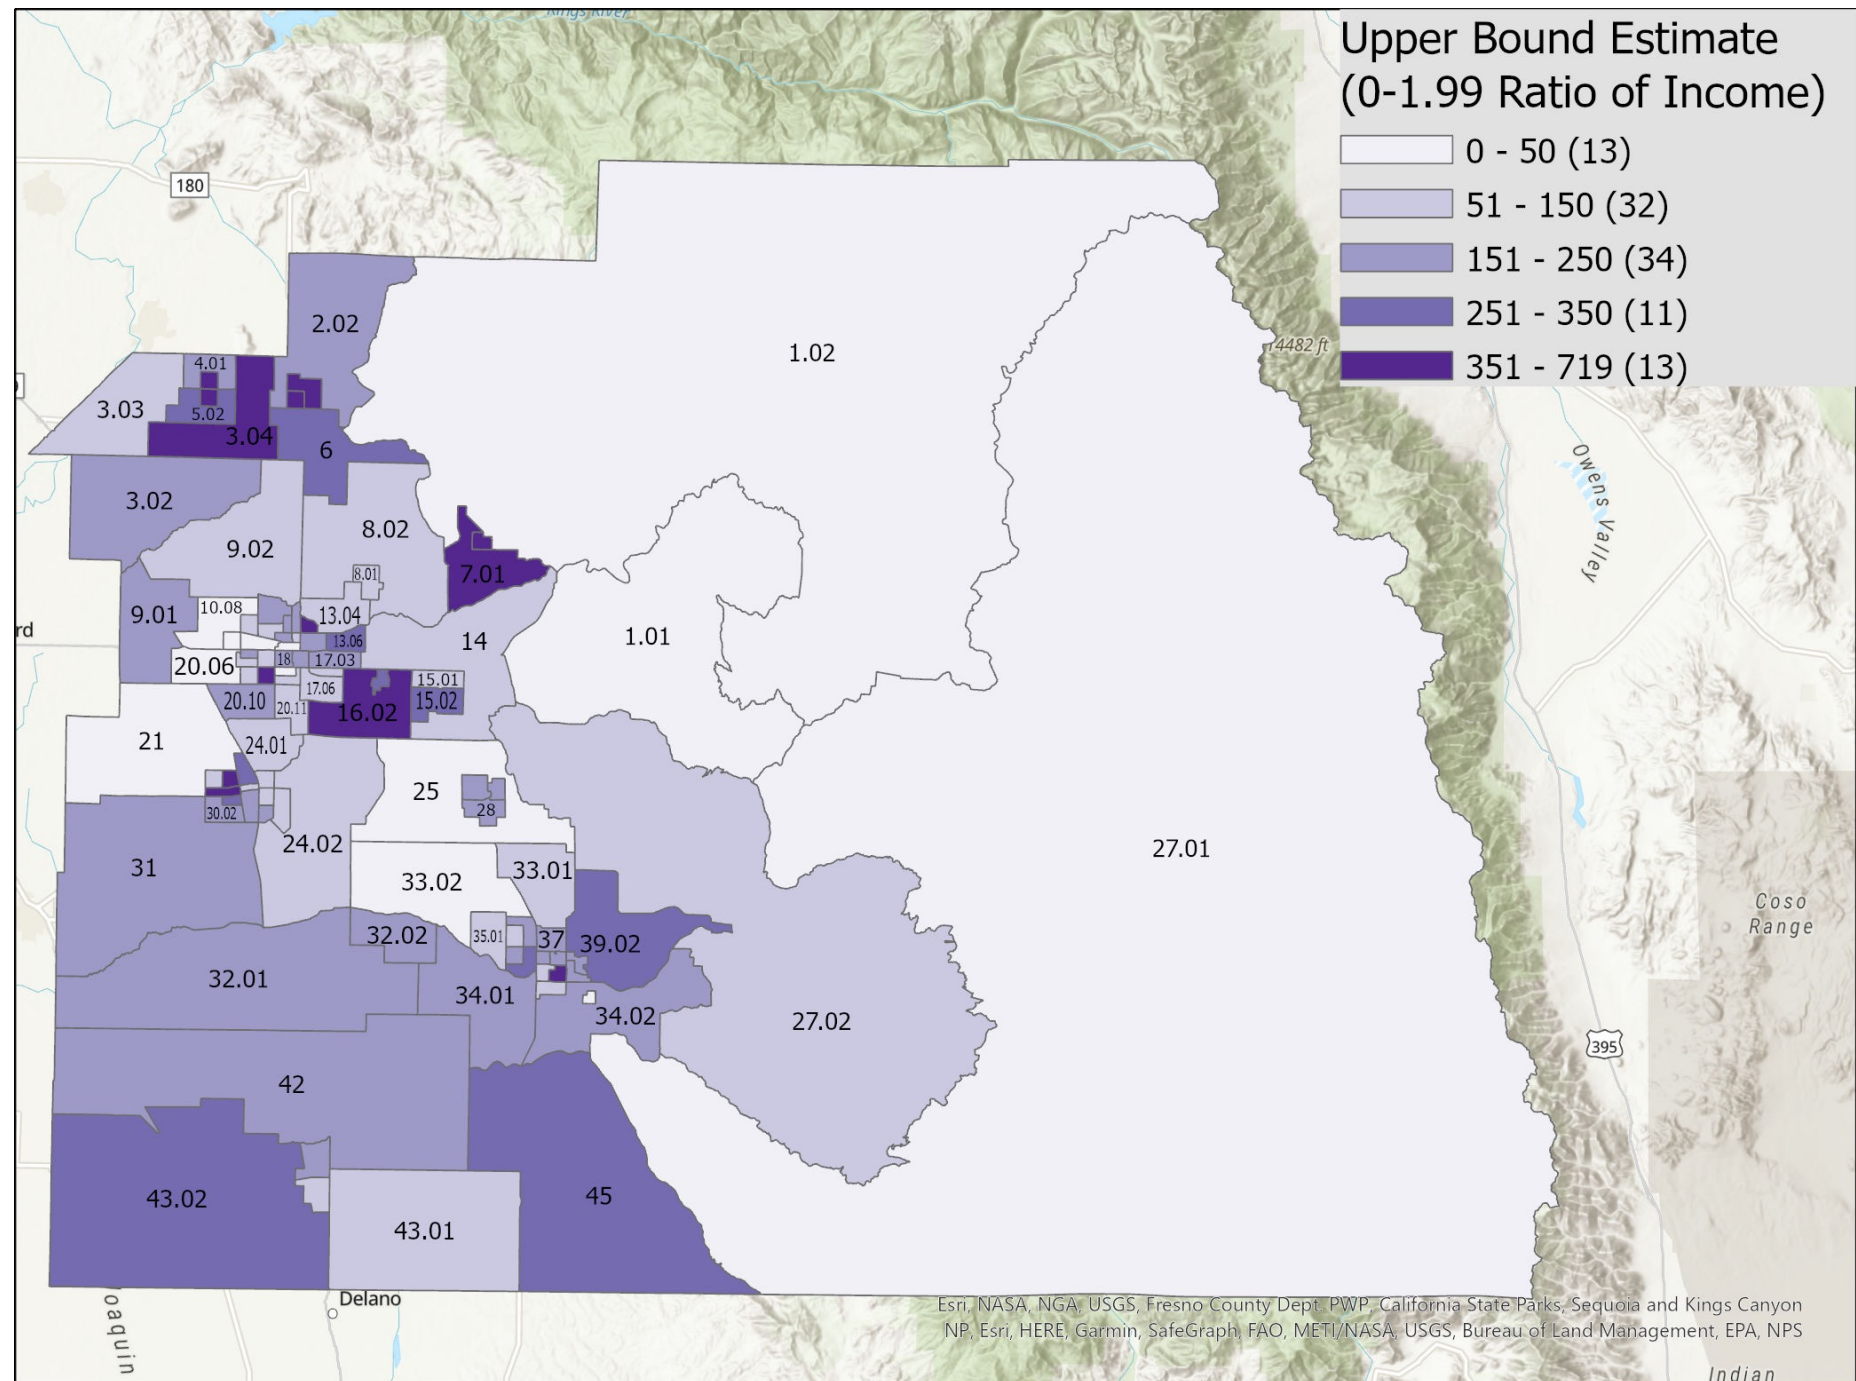 Kings River
Upper Bound Estimate
(0-1.99 Ratio of Income)
0 - 50 (13)
51 - 150 (32)
151 - 250 (34)
251 - 350 (11)
351 - 719 (13)
180
2.02
1.02
14482 ft
4.01
3.03
5.02
3.04
6
3.02
8.02
9.02
Owens Valley
7.01
8.01
10.08
9.01
13.04
rd
14
1.01
13.06
18
17.03
20.06
15.01
17.06
15.02
20.10
20.11
16.02
21
24.01
25
28
30.02
24.02
27.01
31
33.01
33.02
Coso
Range
32.02
35.01
37
39.02
32.01
34.01
34.02
27.02
395
42
43.02
45
43.01
Delano
oaquin
Esri, NASA, NGA, USGS, Fresno County Dept. PWP, California State Parks, Sequoia and Kings Canyon
NP, Esri, HERE, Garmin, SafeGraph, FAO, METI/NASA, USGS, Bureau of Land Management, EPA, NPS
Indian